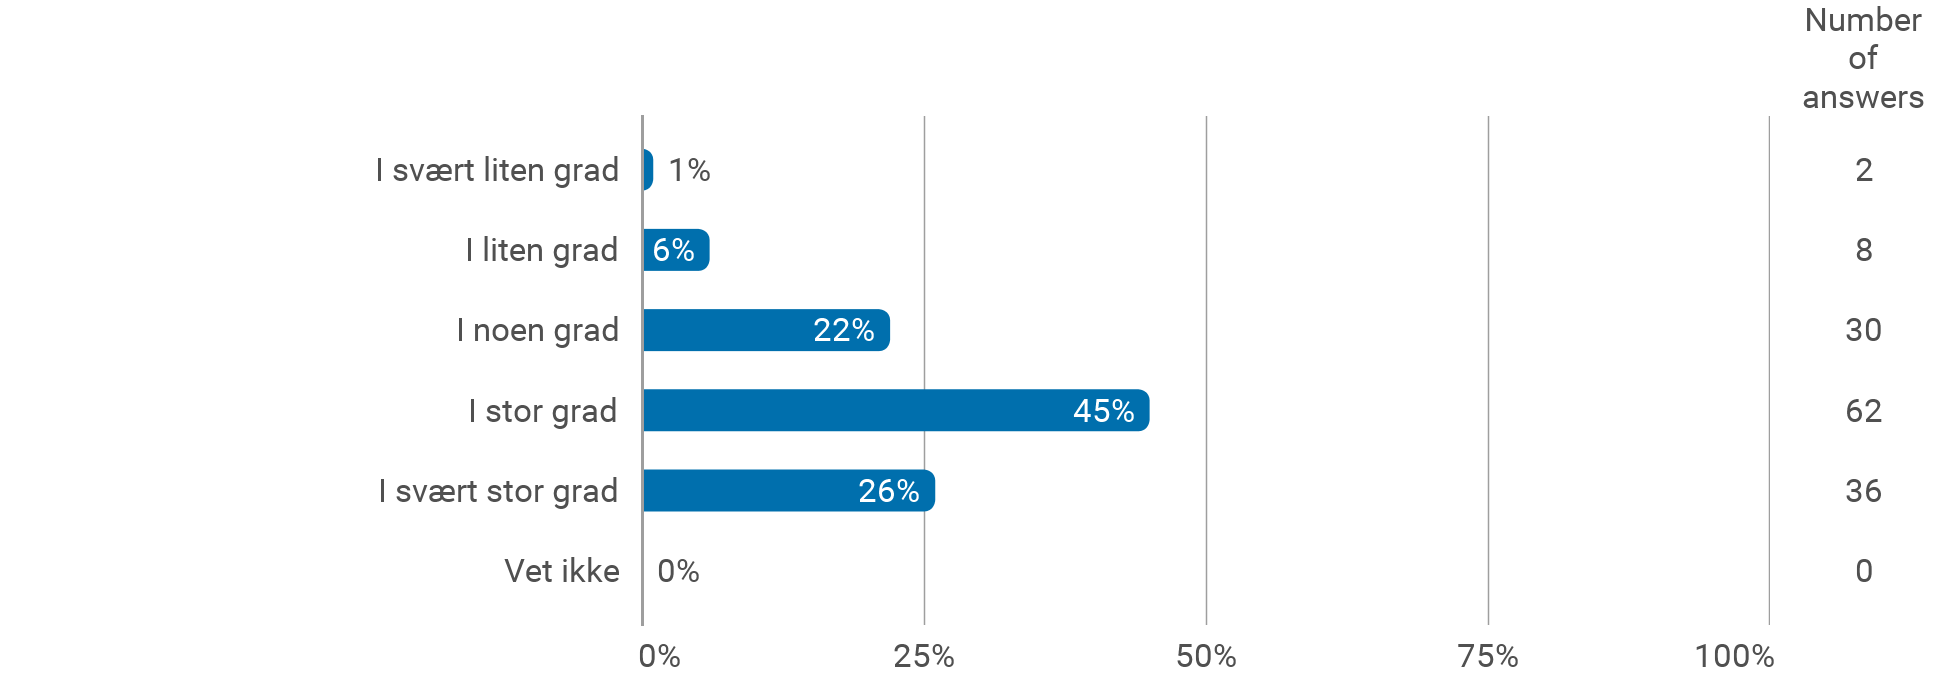 Number
of
answers
I svært liten grad 1% 2
I liten grad 6% 8
I noen grad 22% 30
I stor grad 45% 62
I svært stor grad 26% 36
Vet ikke 0% 0
0% 25% 50% 75% 100%